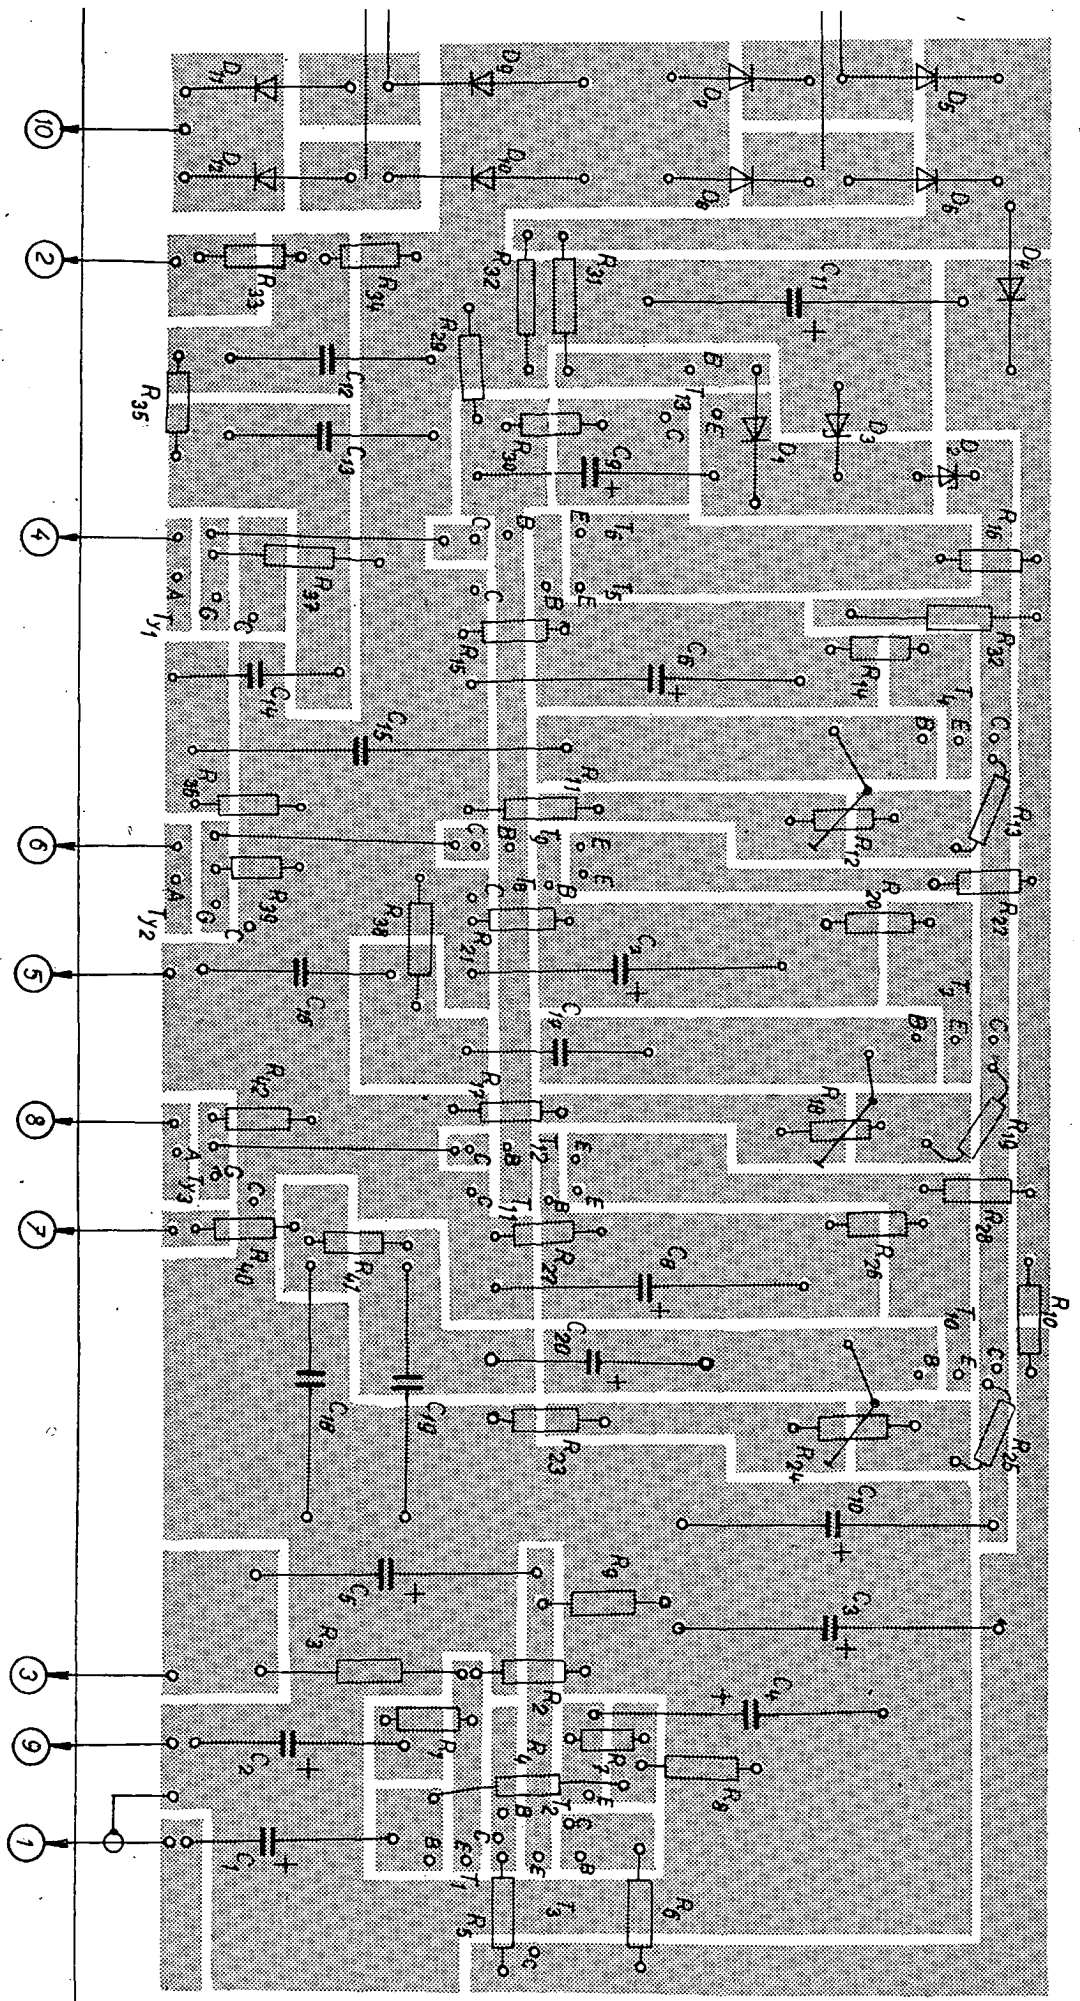 D11
D9
D7
D5
10
D12
D10
D8
D6
2
R33
R34
R32
R31
C11
+
R29
C12
R35
C13
B
T13
E
C
R30
C9
+
D4
D3
D2
4
C
B
E
T6
R16
A
G
C
R37
Ty1
C
B
E
T5
R15
R32
R14
C14
C6
+
T4
B
E
C
C15
R36
R11
R13
R12
6
C
B
T9
E
A
G
C
R39
Ty2
C
T8
B
E
R38
R21
R20
R22
5
C16
C7
+
T7
B
E
C
C17
R17
R18
R19
8
R42
A
G
C
Ty3
C
B
T12
E
C
T11
B
E
7
R40
R41
R27
R26
R28
C8
+
R10
T10
B
E
C
C20
+
C18
C19
R23
R24
R25
C10
+
C5
+
R9
C3
+
R3
3
R2
C4
+
R1
9
C2
+
R4
R7
R8
E
T2
B
C
1
C1
+
B
E
T1
C
E
B
R5
T3
R6
C